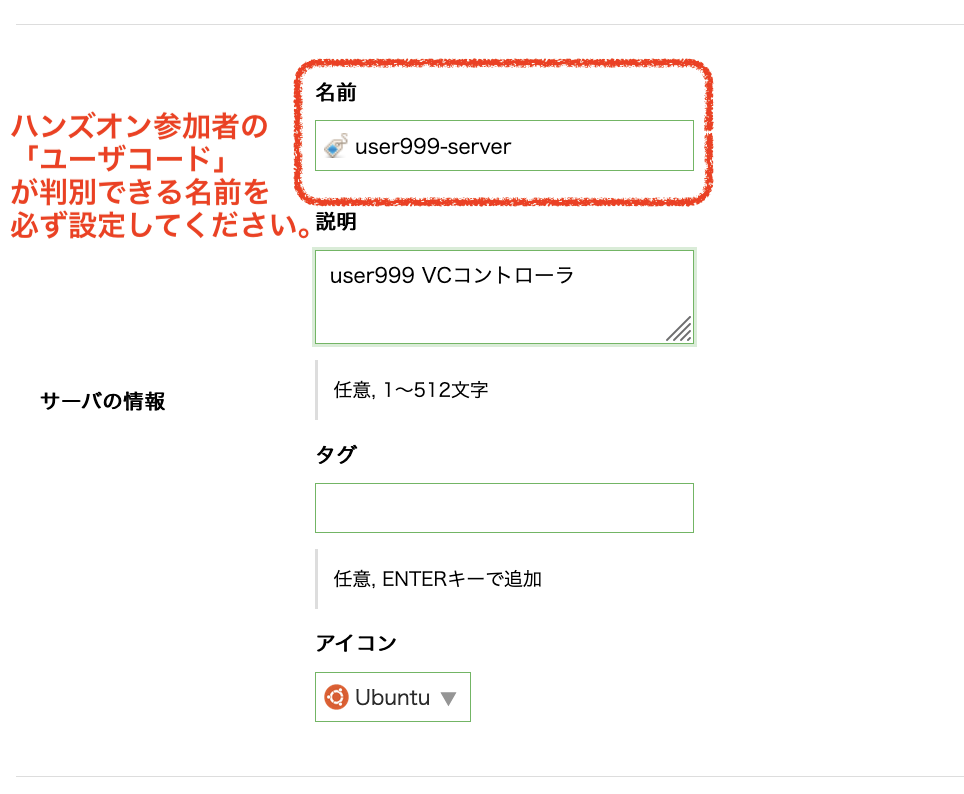 名前
ハンズオン参加者の
「ユーザコード」
が判別できる名前を
必ず設定してください。
user999-server
説明
user999 VCコントローラ
任意, 1〜512文字
サーバの情報
タグ
任意, ENTERキーで追加
アイコン
Ubuntu